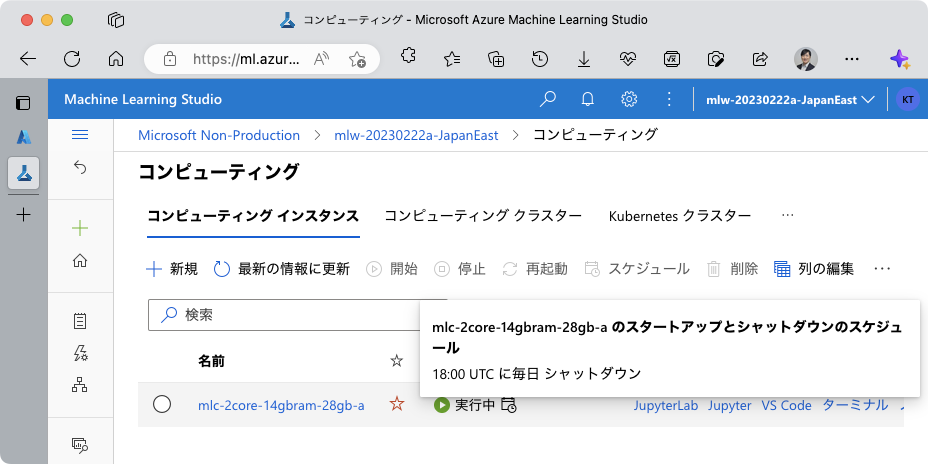 コンピューティング - Microsoft Azure Machine Learning Studio
https://ml.azur...
Machine Learning Studio
mlw-20230222a-JapanEast
KT
Microsoft Non-Production > mlw-20230222a-JapanEast > コンピューティング
コンピューティング
コンピューティング インスタンス コンピューティング クラスター Kubernetes クラスター ...
新規 最新の情報に更新 開始 停止 再起動 スケジュール 削除 列の編集 ...
検索
mlc-2core-14gbram-28gb-a のスタートアップとシャットダウンのスケジュ
ール
18:00 UTC に毎日 シャットダウン
名前
mlc-2core-14gbram-28gb-a 実行中 JupyterLab Jupyter VS Code ターミナル